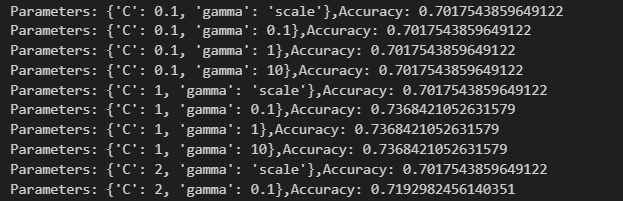 Parameters: {'C': 0.1, 'gamma': 'scale'},Accuracy: 0.7017543859649122
Parameters: {'C': 0.1, 'gamma': 0.1},Accuracy: 0.7017543859649122
Parameters: {'C': 0.1, 'gamma': 1},Accuracy: 0.7017543859649122
Parameters: {'C': 0.1, 'gamma': 10},Accuracy: 0.7017543859649122
Parameters: {'C': 1, 'gamma': 'scale'},Accuracy: 0.7017543859649122
Parameters: {'C': 1, 'gamma': 0.1},Accuracy: 0.7368421052631579
Parameters: {'C': 1, 'gamma': 1},Accuracy: 0.7368421052631579
Parameters: {'C': 1, 'gamma': 10},Accuracy: 0.7368421052631579
Parameters: {'C': 2, 'gamma': 'scale'},Accuracy: 0.7017543859649122
Parameters: {'C': 2, 'gamma': 0.1},Accuracy: 0.7192982456140351